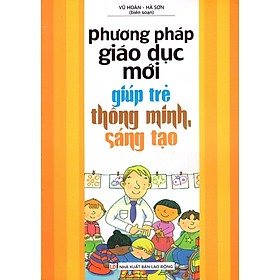 VŨ HOÀN - HÀ SƠN
(biên soạn)
phương pháp
giáo dục
mới
giúp trẻ
thông minh,
sáng tạo
NHÀ XUẤT BẢN LAO ĐỘNG